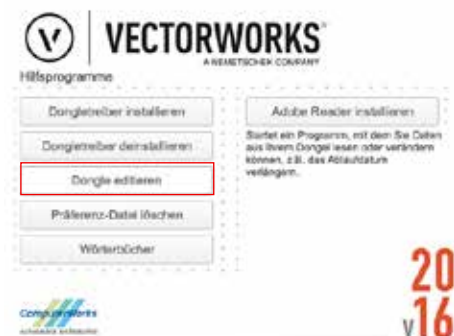 VECTORWORKS
A NEMETSCHEK COMPANY
Hilfsprogramme
Dongletreiber installieren
Dongletreiber deinstallieren
Dongle editieren
Präferenz-Datei löschen
Wörterbücher
Adobe Reader installieren
Startet ein Programm, mit dem Sie Daten
aus Ihrem Dongel lesen oder verändern
können, z.B. das Ablaufdatum
verlängern.
ComputerWorks
20
v16